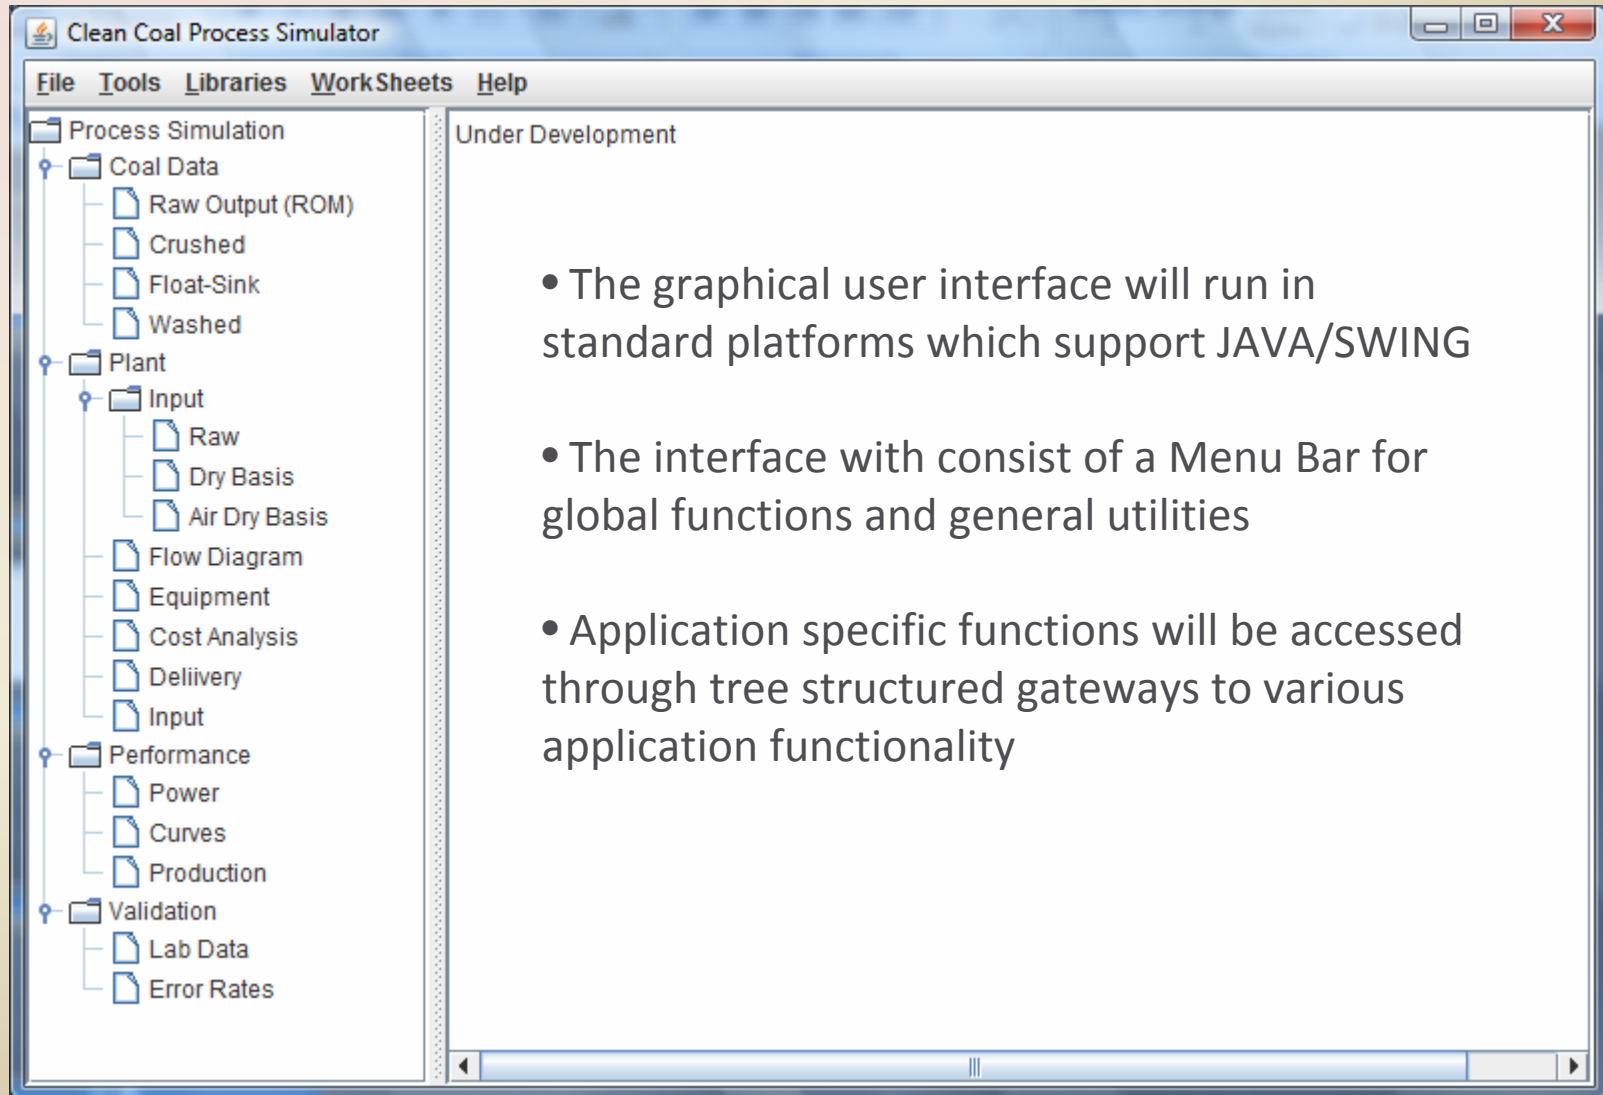 Clean Coal Process Simulator
File Tools Libraries WorkSheets Help
Process Simulation
Coal Data
Raw Output (ROM)
Crushed
Float-Sink
Washed
Plant
Input
Raw
Dry Basis
Air Dry Basis
Flow Diagram
Equipment
Cost Analysis
Deliivery
Input
Performance
Power
Curves
Production
Validation
Lab Data
Error Rates
Under Development
• The graphical user interface will run in
standard platforms which support JAVA/SWING
• The interface with consist of a Menu Bar for
global functions and general utilities
• Application specific functions will be accessed
through tree structured gateways to various
application functionality